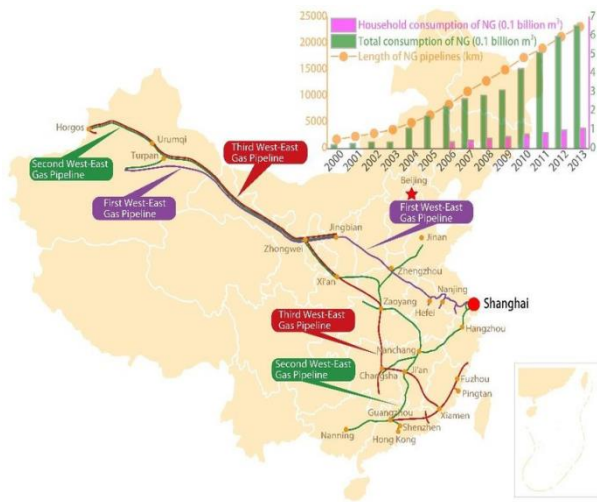 25000
20000
15000
10000
5000
0
Household consumption of NG (0.1 billion m³)
Total consumption of NG (0.1 billion m³)
Length of NG pipelines (km)
7
6
5
4
3
2
1
0
2000
2001
2002
2003
2004
2005
2006
2007
2008
2009
2010
2011
2012
2013
Beijing
Horgos
Urumqi
Turpan
Second West-East
Gas Pipeline
Third West-East
Gas Pipeline
First West-East
Gas Pipeline
First West-East
Gas Pipeline
Jingbian
Jinan
Zhongwei
Zhengzhou
Xi'an
Nanjing
Shanghai
Zaoyang
Hefei
Hangzhou
Third West-East
Gas Pipeline
Nanchang
Second West-East
Gas Pipeline
Changsha
Ji'an
Fuzhou
Pingtan
Guangzhou
Xiamen
Nanning
Shenzhen
Hong Kong